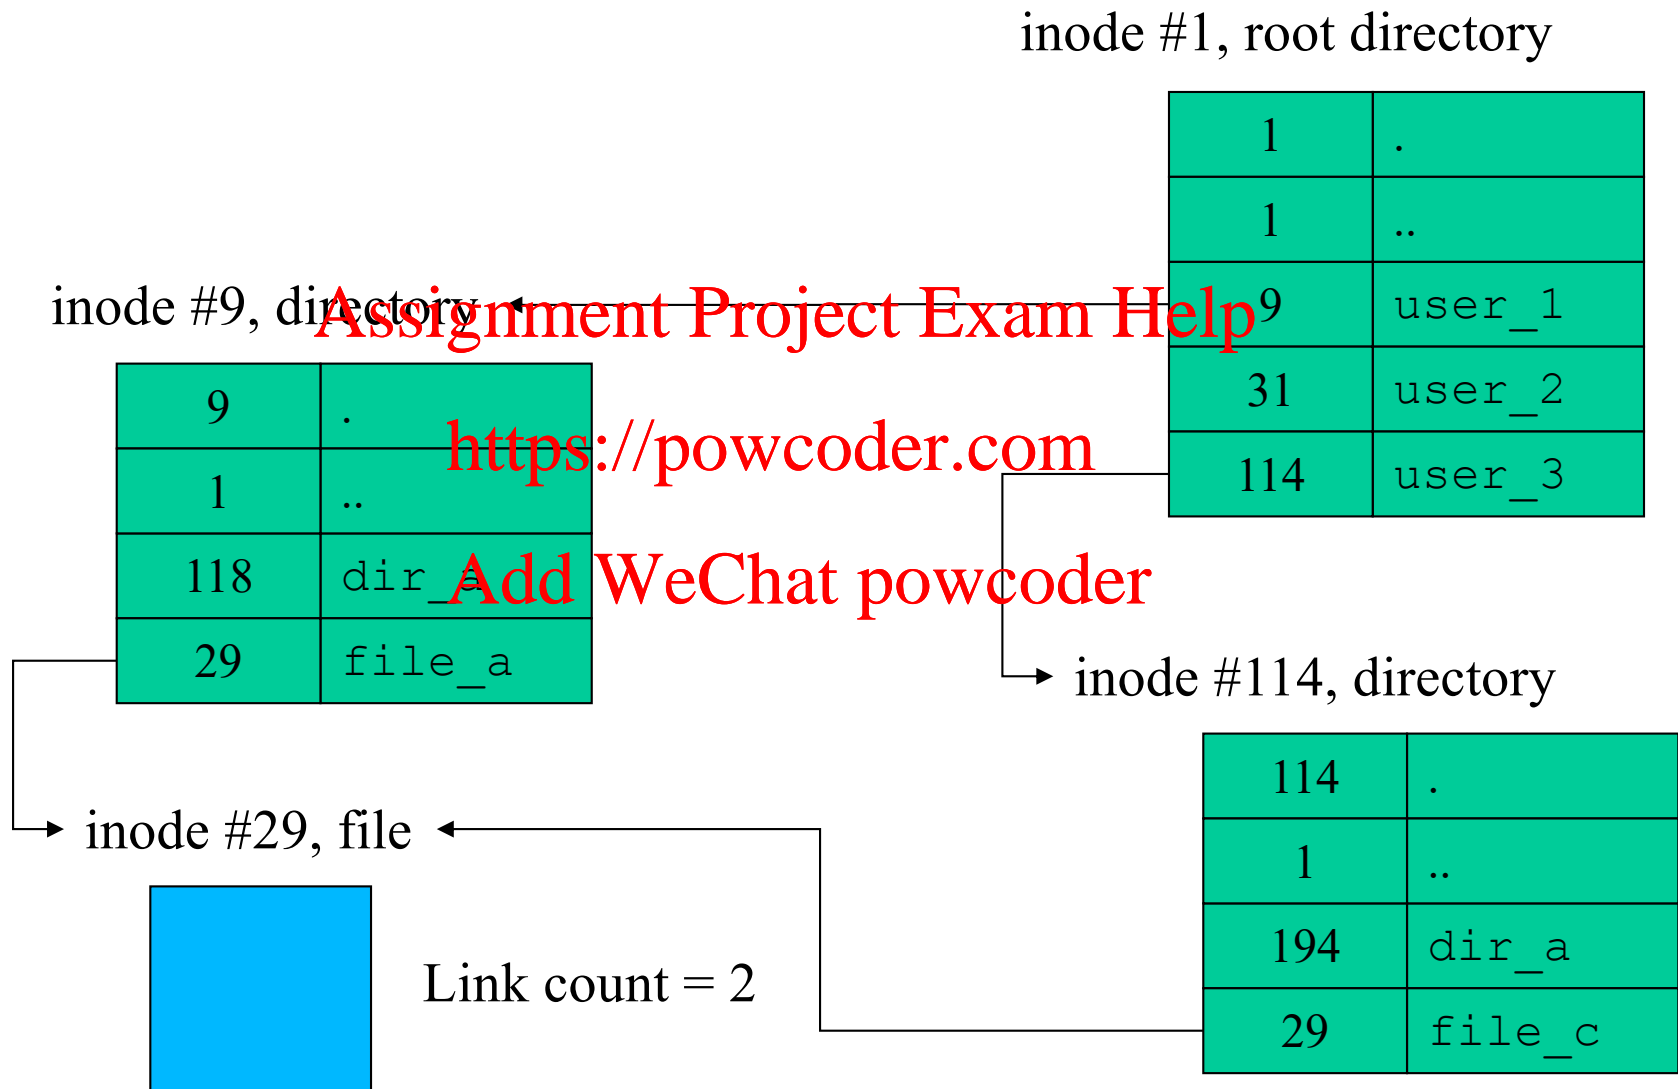 inode #1, root directory
1 .
1 ..
9 user_1
31 user_2
114 user_3
inode #9, directory
9 .
1 ..
118 dir_a
29 file_a
Assignment Project Exam Help
https://powcoder.com
Add WeChat powcoder
inode #114, directory
114 .
1 ..
194 dir_a
29 file_c
inode #29, file
Link count = 2